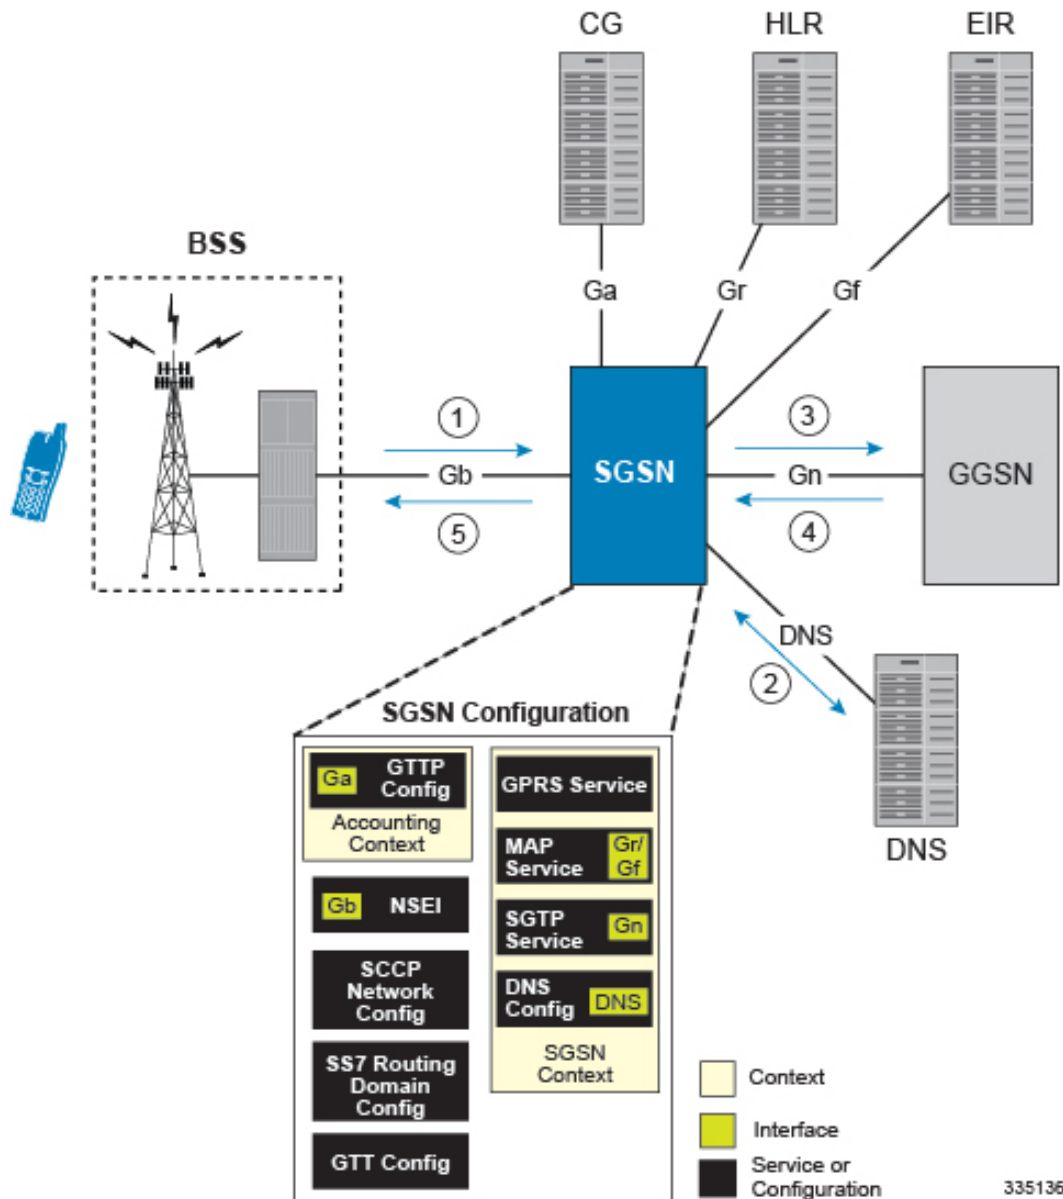 CG
HLR
EIR
BSS
Ga
Gr
Gf
1
3
Gb
SGSN
Gn
GGSN
5
4
DNS
2
SGSN Configuration
DNS
Ga
GTTP
Config
Accounting
Context
Gb
NSEI
SCCP
Network
Config
SS7 Routing
Domain
Config
GTT Config
GPRS Service
MAP
Service
Gr/
Gf
SGTP
Service
Gn
DNS
Config
DNS
SGSN
Context
Context
Interface
Service or
Configuration
335136